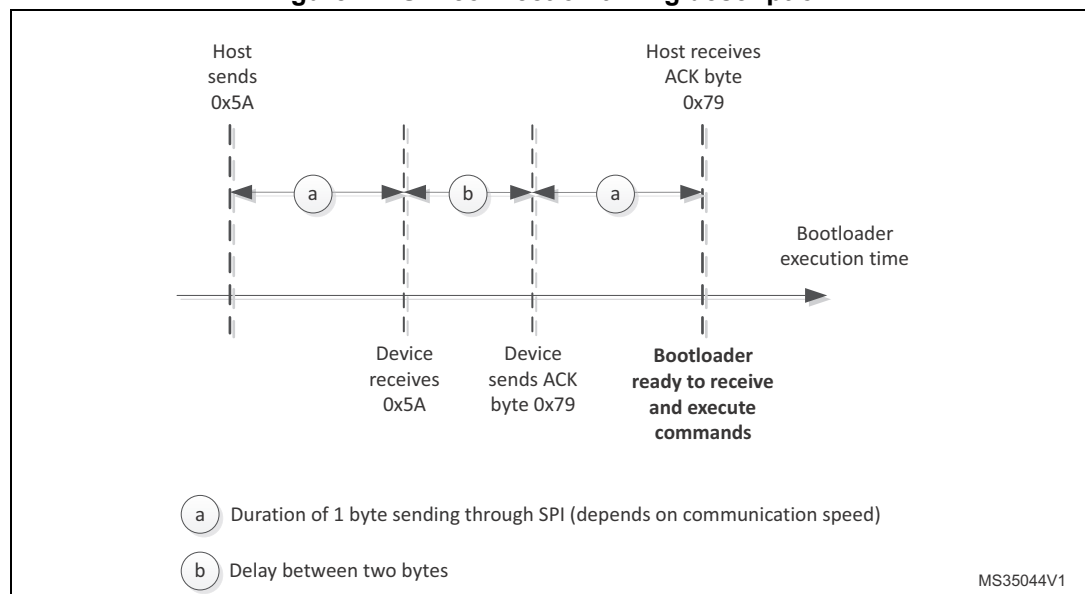 Host
sends
0x5A
Host receives
ACK byte
0x79
a
b
a
Bootloader
execution time
Device
receives
0x5A
Device
sends ACK
byte 0x79
Bootloader
ready to receive
and execute
commands
a Duration of 1 byte sending through SPI (depends on communication speed)
b Delay between two bytes
MS35044V1